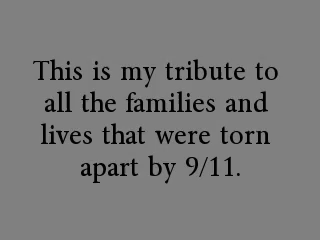 This is my tribute to
all the families and
lives that were torn
apart by 9/11.